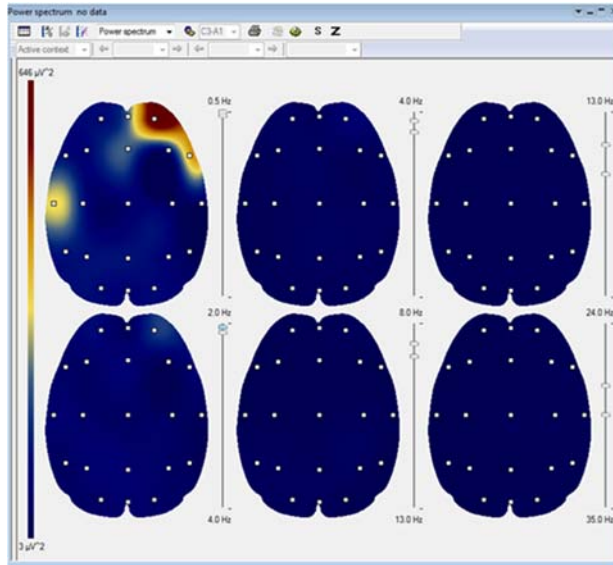 Power spectrum no data
Power spectrum C3-A1 S Z
Active context
646 µV^2
0.5 Hz 4.0 Hz 13.0 Hz
2.0 Hz 8.0 Hz 24.0 Hz
4.0 Hz 13.0 Hz 35.0 Hz
3 µV^2